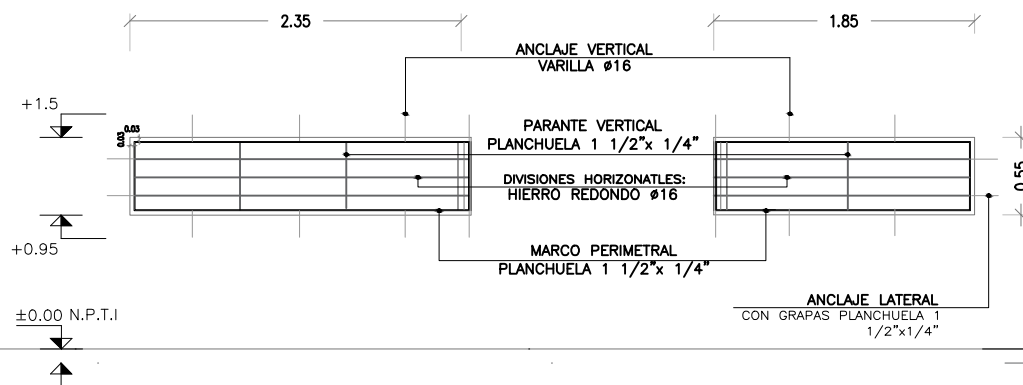 2.35
1.85
ANCLAJE VERTICAL
VARILLA ø16
+1.5
0.03
0.03
PARANTE VERTICAL
PLANCHUELA 1 1/2"x 1/4"
DIVISIONES HORIZONATLES:
HIERRO REDONDO ø16
0.55
+0.95
MARCO PERIMETRAL
PLANCHUELA 1 1/2"x 1/4"
ANCLAJE LATERAL
CON GRAPAS PLANCHUELA 1
1/2"x1/4"
±0.00 N.P.T.I